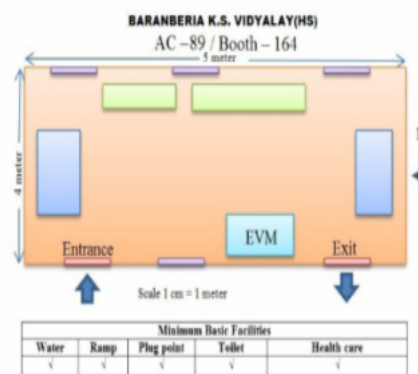 BARANBERIA K.S. VIDYALAY(HS)
AC -89 / Booth - 164
5 meter
4 meter
EVM
Entrance
Exit
Scale 1 cm = 1 meter
Minimum Basic Facilities
Water Ramp Plug point Toilet Health care
√ √ √ √ √